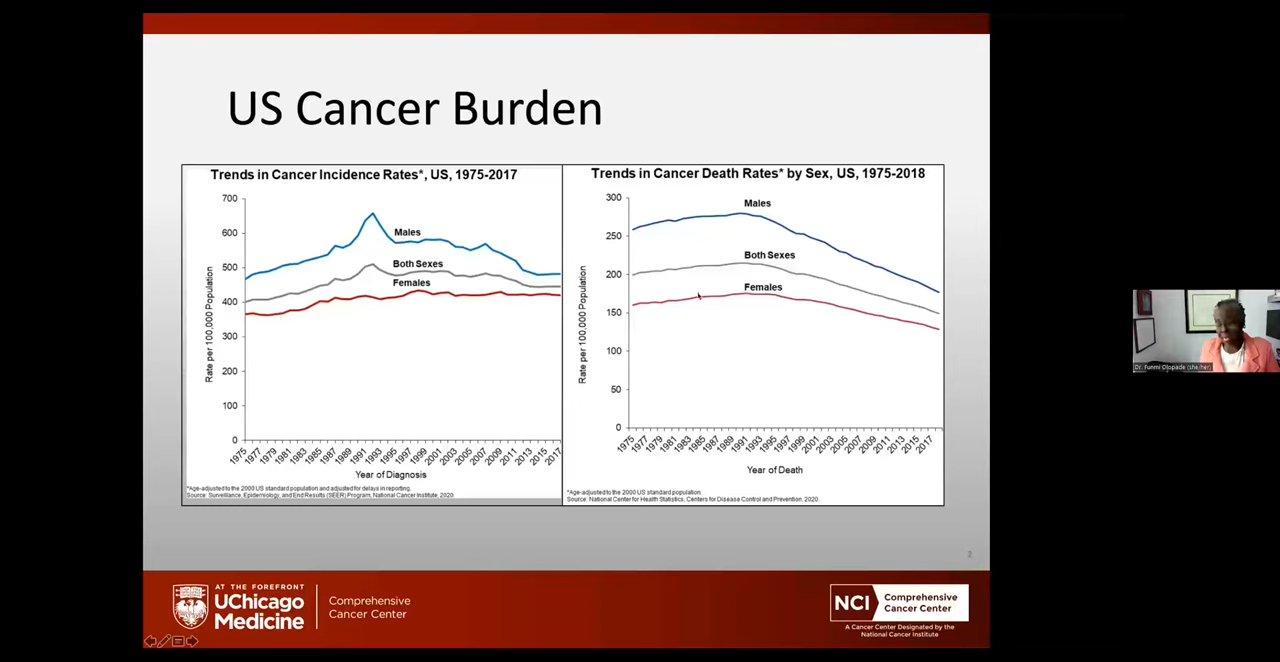 US Cancer Burden
Trends in Cancer Incidence Rates*, US, 1975-2017
700
600
500
400
300
200
100
0
Rate per 100,000 Population
Males
Both Sexes
Females
1975
1977
1979
1981
1983
1985
1987
1989
1991
1993
1995
1997
1999
2001
2003
2005
2007
2009
2011
2013
2015
2017
Year of Diagnosis
*Age-adjusted to the 2000 US standard population and adjusted for delays in reporting.
Source: Surveillance, Epidemiology, and End Results (SEER) Program, National Cancer Institute, 2020
Trends in Cancer Death Rates* by Sex, US, 1975-2018
300
250
200
150
100
50
0
Rate per 100,000 Population
Males
Both Sexes
Females
1975
1977
1979
1981
1983
1985
1987
1989
1991
1993
1995
1997
1999
2001
2003
2005
2007
2009
2011
2013
2015
2017
Year of Death
*Age-adjusted to the 2000 US standard population.
Source: National Center for Health Statistics, Centers for Disease Control and Prevention, 2020.
2
AT THE FOREFRONT
UChicago
Medicine
Comprehensive
Cancer Center
NCI
Comprehensive
Cancer Center
A Cancer Center Designated by the
National Cancer Institute
Dr. Funmi Olopade (she/her)